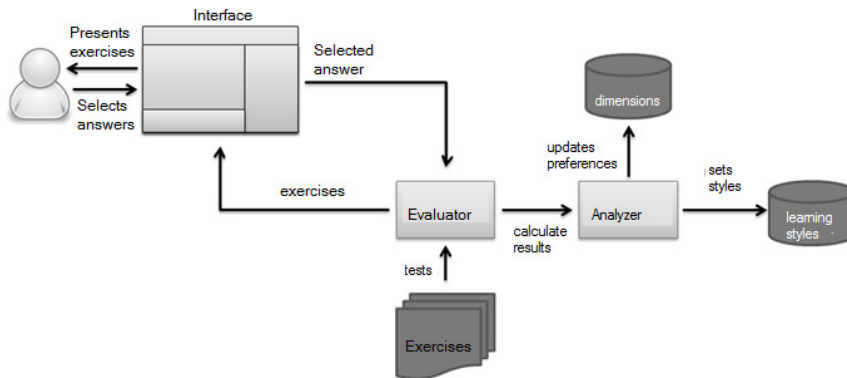 Interface
Presents
exercises
Selected
answer
Selects
answers
dimensions
updates
preferences
sets
styles
exercises
Evaluator
Analyzer
learning
styles
calculate
results
tests
Exercises